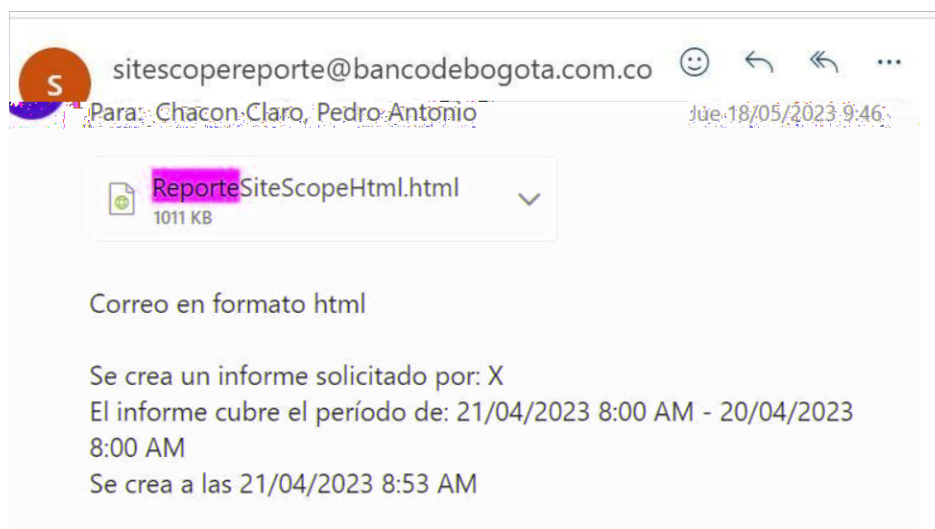 S
sitescopereporte@bancodebogota.com.co
Para: Chacon Claro, Pedro Antonio
Jue 18/05/2023 9:46
ReporteSiteScopeHtml.html
1011 KB
Correo en formato html
Se crea un informe solicitado por: X
El informe cubre el período de: 21/04/2023 8:00 AM - 20/04/2023
8:00 AM
Se crea a las 21/04/2023 8:53 AM